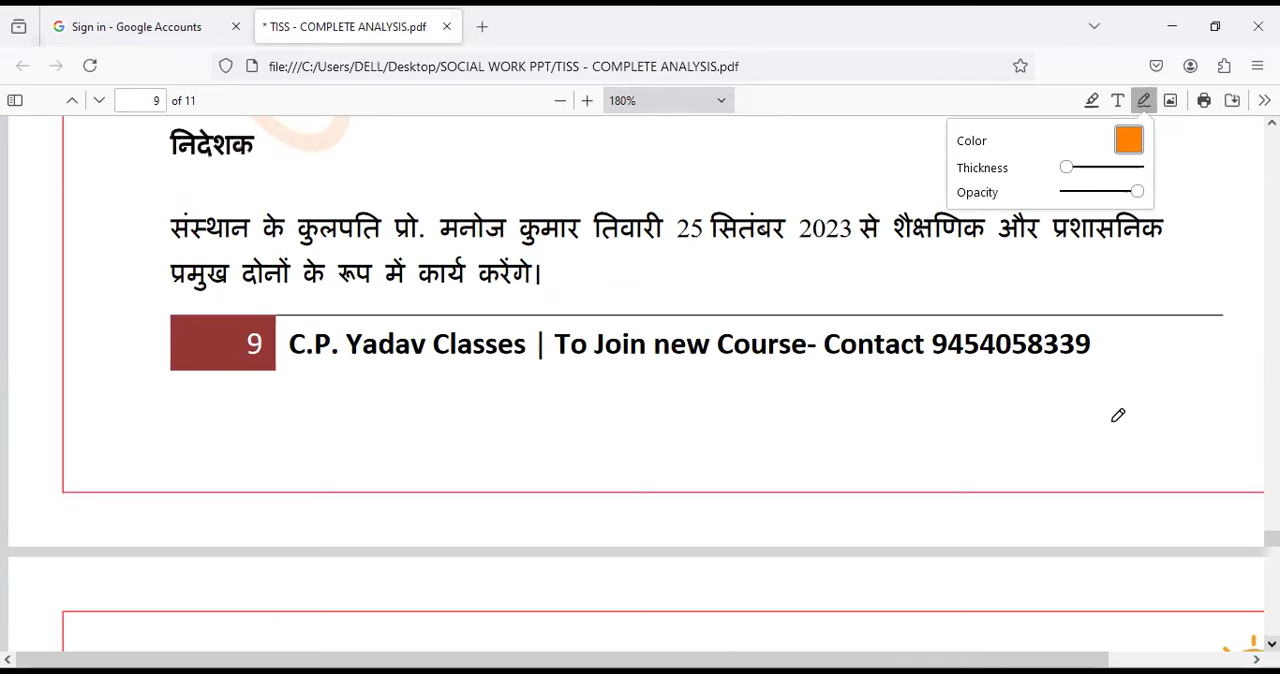 Sign in - Google Accounts
* TISS - COMPLETE ANALYSIS.pdf
file:///C:/Users/DELL/Desktop/SOCIAL WORK PPT/TISS - COMPLETE ANALYSIS.pdf
9 of 11
180%
Color
Thickness
Opacity
निदेशक
संस्थान के कुलपति प्रो. मनोज कुमार तिवारी 25 सितंबर 2023 से शैक्षणिक और प्रशासनिक
प्रमुख दोनों के रूप में कार्य करेंगे।
9 C.P. Yadav Classes | To Join new Course- Contact 9454058339